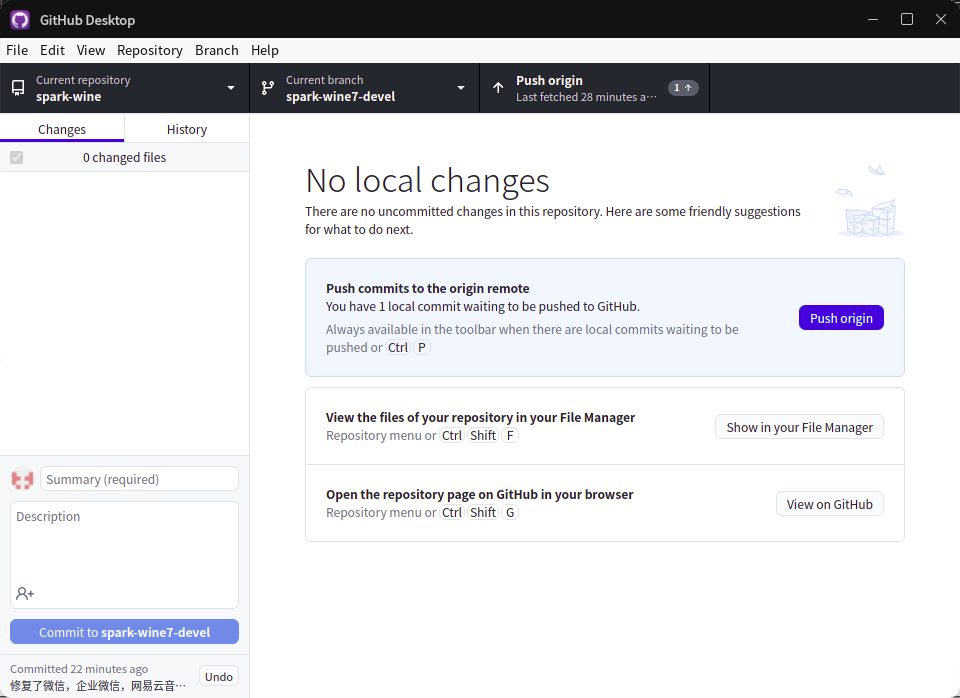 GitHub Desktop
File Edit View Repository Branch Help
Current repository
spark-wine
Current branch
spark-wine7-devel
Push origin
Last fetched 28 minutes a…
1
Changes
History
0 changed files
No local changes
There are no uncommitted changes in this repository. Here are some friendly suggestions
for what to do next.
Push commits to the origin remote
You have 1 local commit waiting to be pushed to GitHub.
Always available in the toolbar when there are local commits waiting to be
pushed or Ctrl P
Push origin
View the files of your repository in your File Manager
Repository menu or Ctrl Shift F
Show in your File Manager
Open the repository page on GitHub in your browser
Repository menu or Ctrl Shift G
View on GitHub
Summary (required)
Description
Commit to spark-wine7-devel
Committed 22 minutes ago
修复了微信，企业微信，网易云音…
Undo